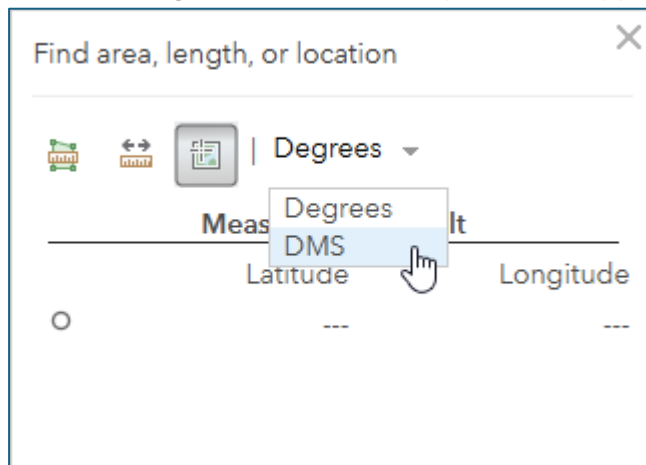 Find area, length, or location
| Degrees
Degrees
Meas lt
DMS
Latitude Longitude
--- ---